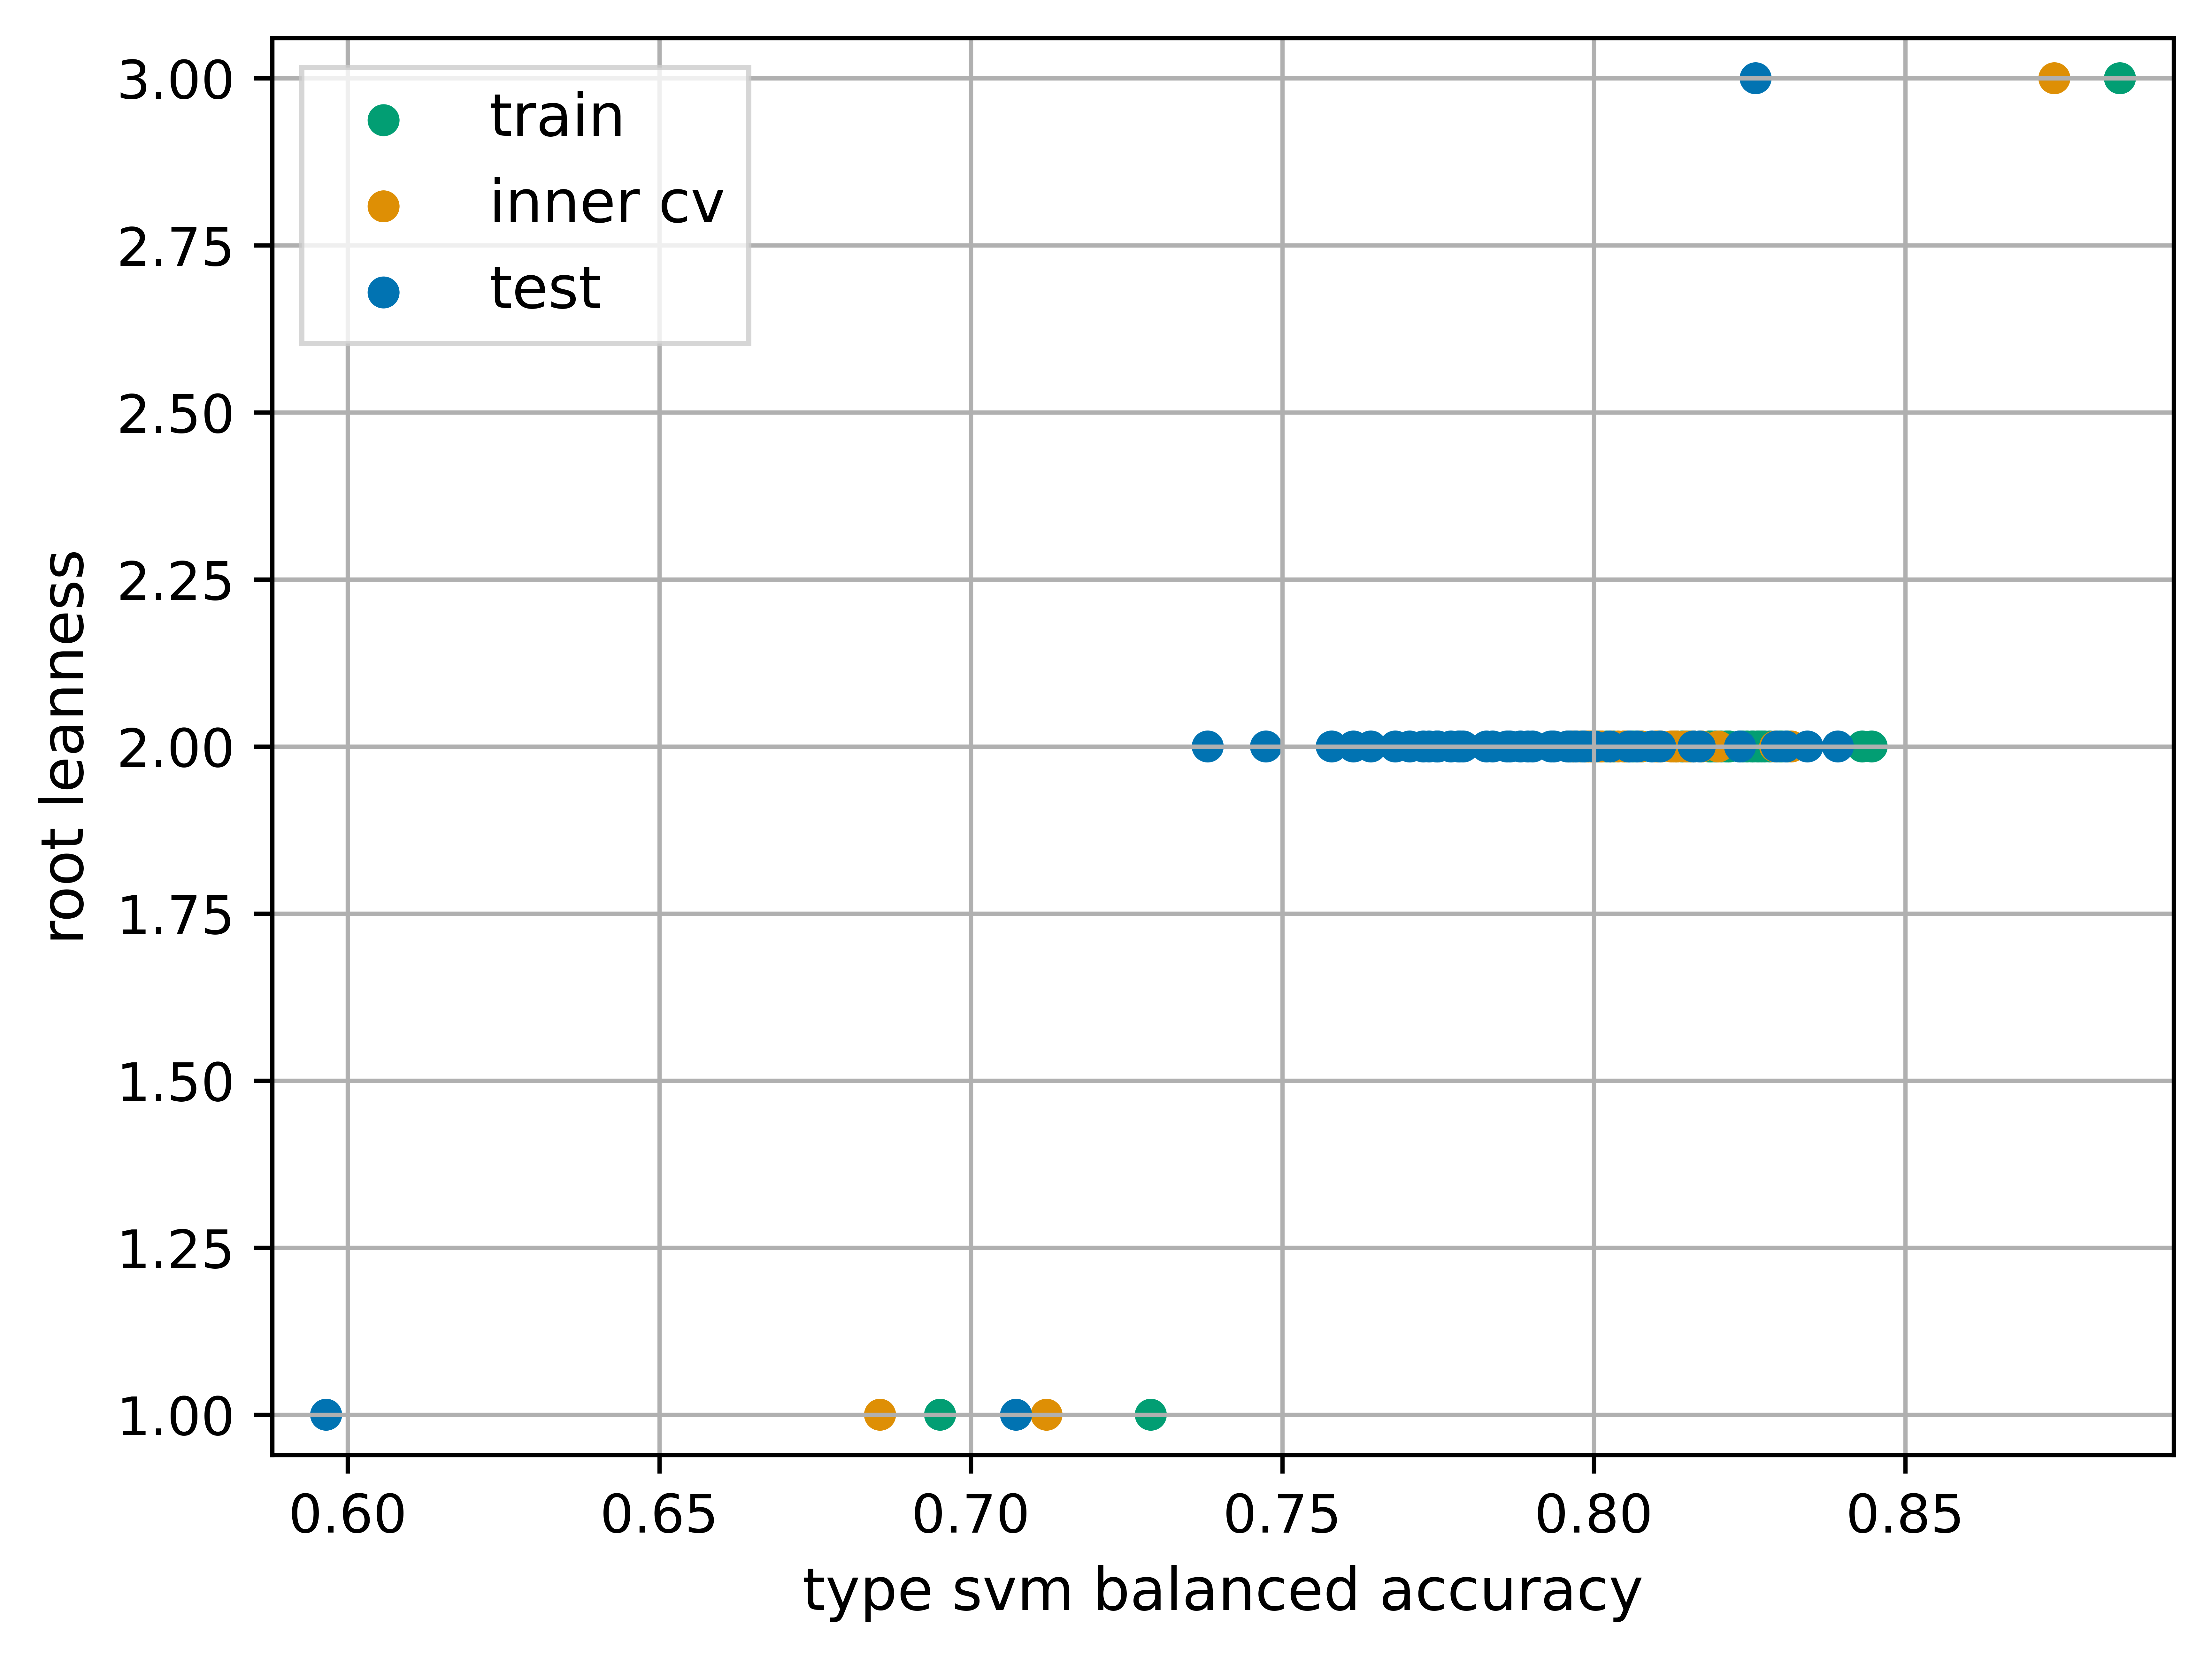 3.00
2.75
2.50
2.25
2.00
1.75
1.50
1.25
1.00
root leanness
train
inner cv
test
0.60 0.65 0.70 0.75 0.80 0.85
type svm balanced accuracy